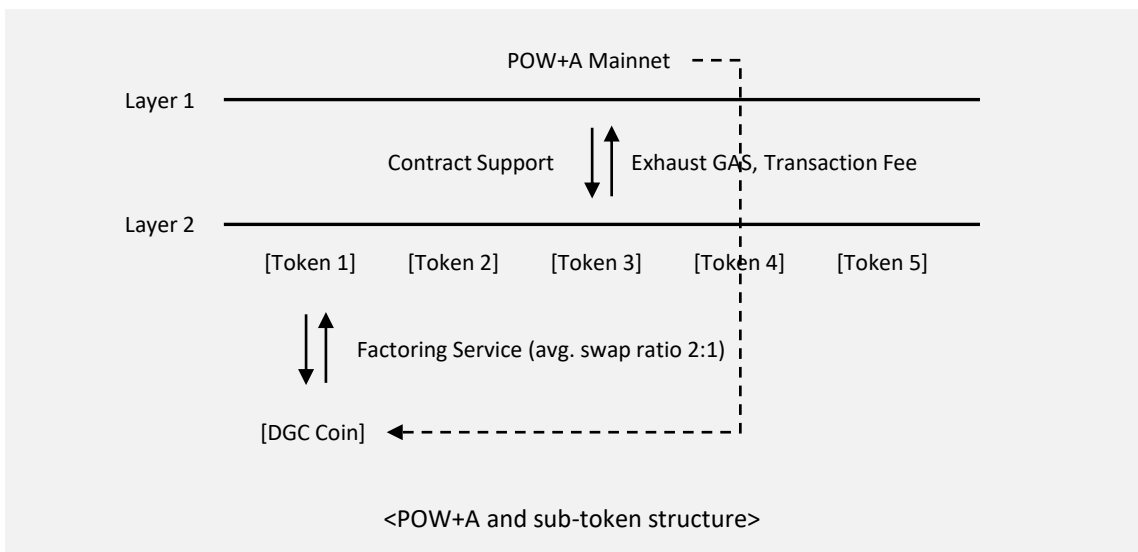 POW+A Mainnet
Layer 1
Contract Support
Exhaust GAS, Transaction Fee
Layer 2
[Token 1] [Token 2] [Token 3] [Token 4] [Token 5]
Factoring Service (avg. swap ratio 2:1)
[DGC Coin]
<POW+A and sub-token structure>